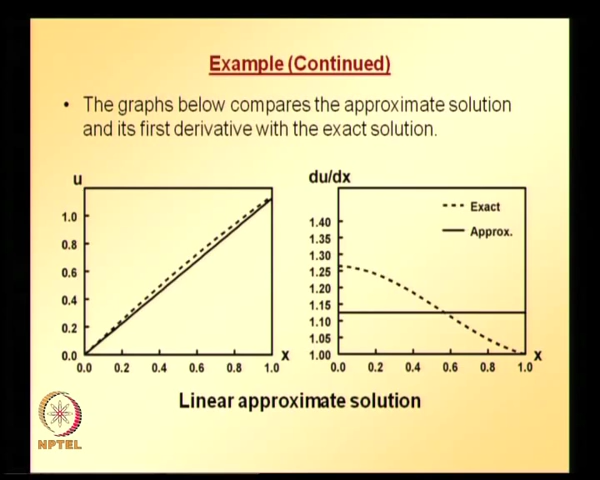 Example (Continued)
• The graphs below compares the approximate solution
and its first derivative with the exact solution.
u
1.0
0.8
0.6
0.4
0.2
0.0
0.0 0.2 0.4 0.6 0.8 1.0
x
du/dx
Exact
Approx.
1.40
1.35
1.30
1.25
1.20
1.15
1.10
1.05
1.00
0.0 0.2 0.4 0.6 0.8 1.0
x
Linear approximate solution
NPTEL